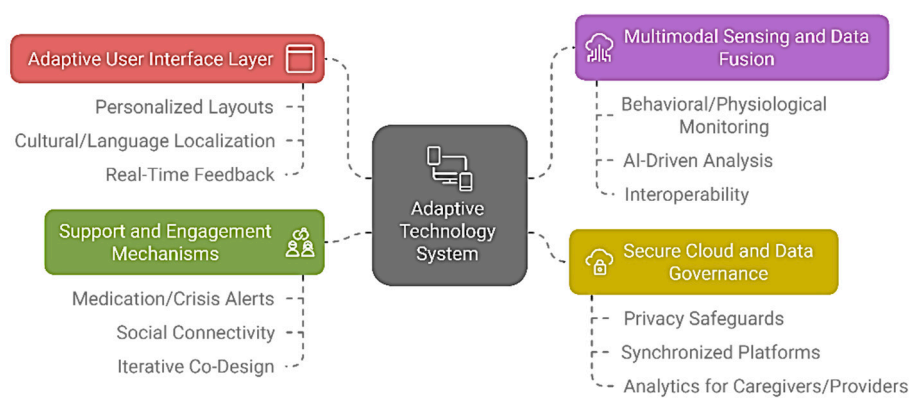 Adaptive User Interface Layer
Personalized Layouts
Cultural/Language Localization
Real-Time Feedback
Support and Engagement
Mechanisms
Medication/Crisis Alerts
Social Connectivity
Iterative Co-Design
Adaptive
Technology
System
Multimodal Sensing and Data
Fusion
Behavioral/Physiological
Monitoring
AI-Driven Analysis
Interoperability
Secure Cloud and Data
Governance
Privacy Safeguards
Synchronized Platforms
Analytics for Caregivers/Providers